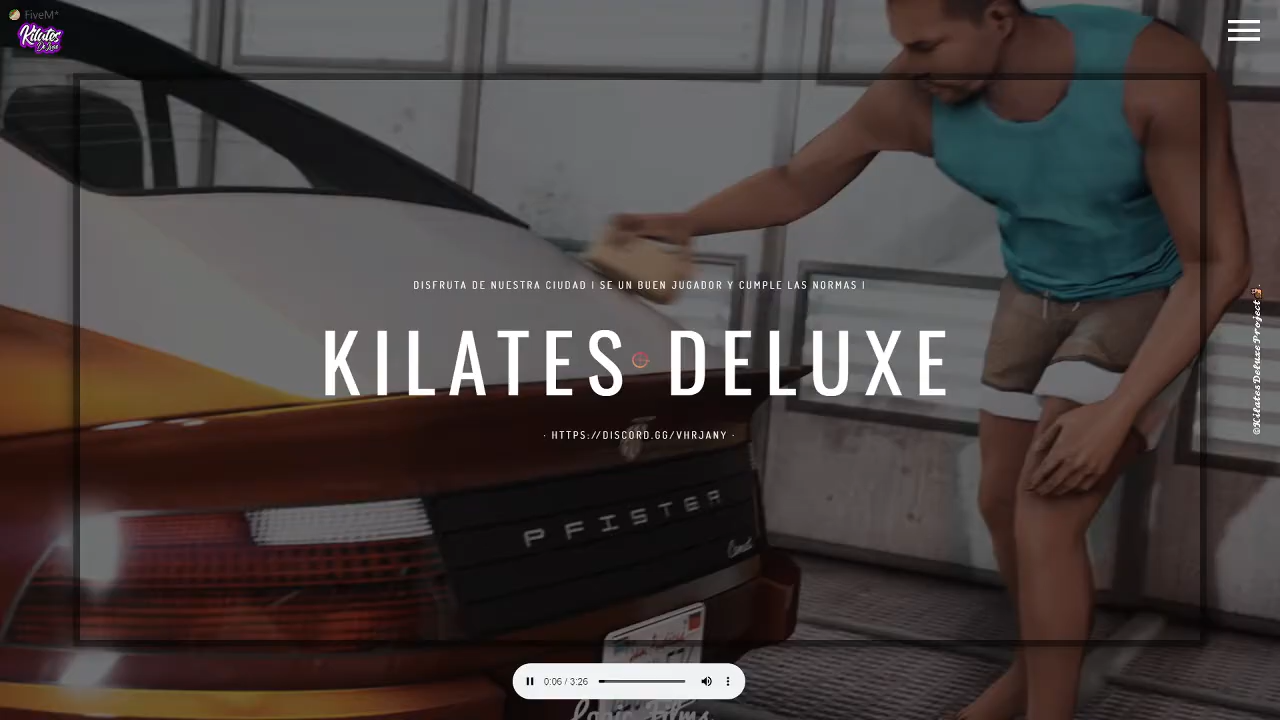 FiveM*
Kilates
DISFRUTA DE NUESTRA CIUDAD | SE UN BUEN JUGADOR Y CUMPLE LAS NORMAS |
KILATES DELUXE
· HTTPS://DISCORD.GG/VHRJANY ·
©KilatesDeluxeProject
PFISTER
Comet
0:06 / 3:26